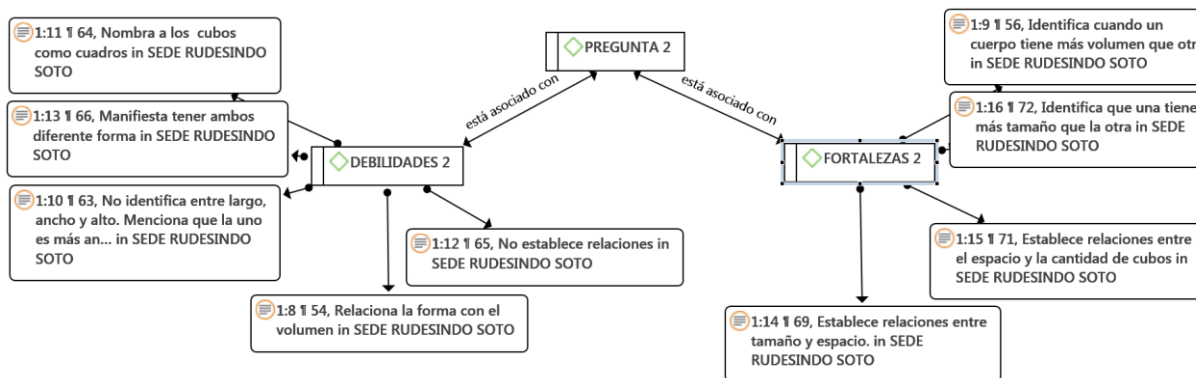 1:11 ¶ 64, Nombra a los cubos
como cuadros in SEDE RUDESINDO
SOTO
1:13 ¶ 66, Manifiesta tener ambos
diferente forma in SEDE RUDESINDO
SOTO
1:10 ¶ 63, No identifica entre largo,
ancho y alto. Menciona que la uno
es más an... in SEDE RUDESINDO
SOTO
PREGUNTA 2
está asociado con
está asociado con
DEBILIDADES 2
FORTALEZAS 2
1:12 ¶ 65, No establece relaciones in
SEDE RUDESINDO SOTO
1:8 ¶ 54, Relaciona la forma con el
volumen in SEDE RUDESINDO SOTO
1:9 ¶ 56, Identifica cuando un
cuerpo tiene más volumen que otr
in SEDE RUDESINDO SOTO
1:16 ¶ 72, Identifica que una tiene
más tamaño que la otra in SEDE
RUDESINDO SOTO
1:15 ¶ 71, Establece relaciones entre
el espacio y la cantidad de cubos in
SEDE RUDESINDO SOTO
1:14 ¶ 69, Establece relaciones entre
tamaño y espacio. in SEDE
RUDESINDO SOTO